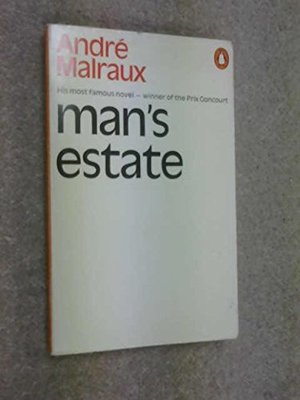 André
Malraux
His most famous novel – winner of the Prix Goncourt
man's
estate